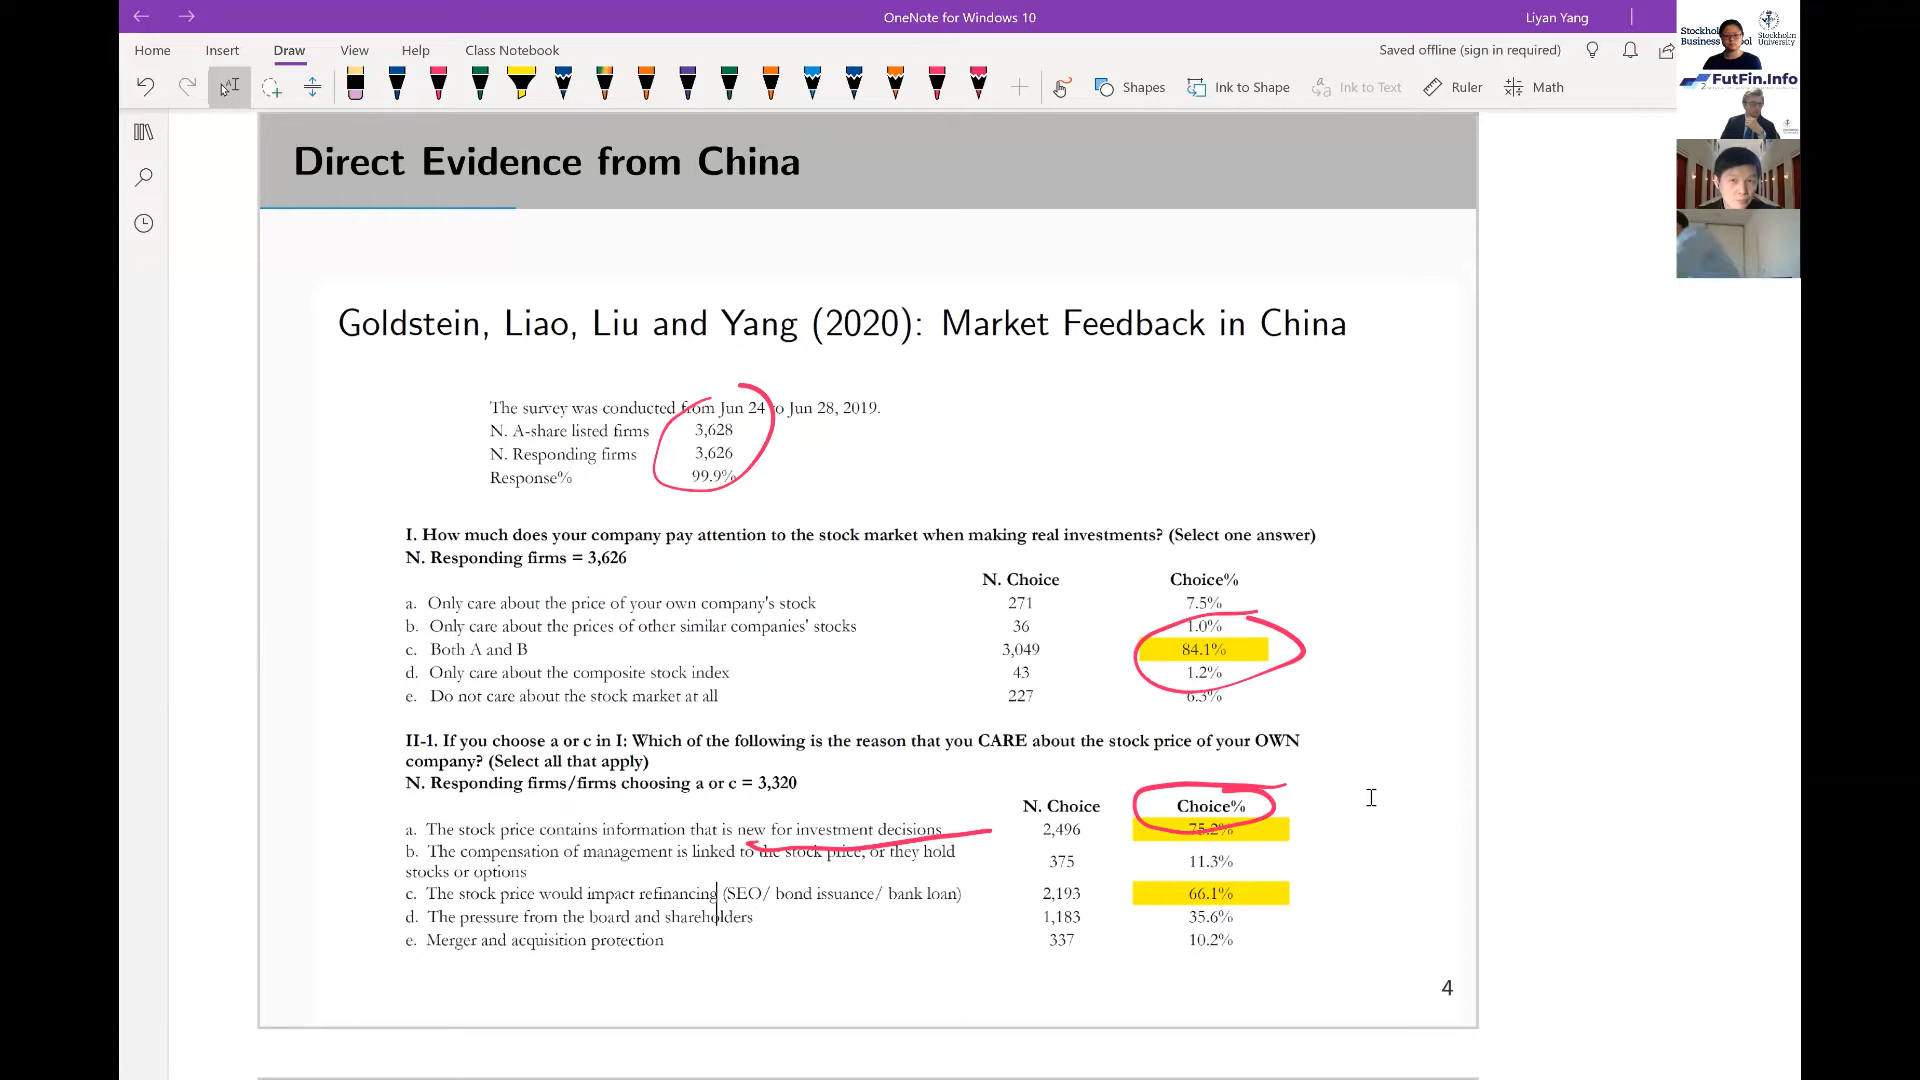 OneNote for Windows 10
Liyan Yang
Home Insert Draw View Help Class Notebook
Saved offline (sign in required)
Shapes Ink to Shape Ink to Text Ruler Math
Stockholm University
FutFin.Info
Direct Evidence from China
Goldstein, Liao, Liu and Yang (2020): Market Feedback in China
The survey was conducted from Jun 24 to Jun 28, 2019.
N. A-share listed firms 3,628
N. Responding firms 3,626
Response% 99.9%
I. How much does your company pay attention to the stock market when making real investments? (Select one answer)
N. Responding firms = 3,626
N. Choice Choice%
a. Only care about the price of your own company's stock 271 7.5%
b. Only care about the prices of other similar companies' stocks 36 1.0%
c. Both A and B 3,049 84.1%
d. Only care about the composite stock index 43 1.2%
e. Do not care about the stock market at all 227 6.3%
II-1. If you choose a or c in I: Which of the following is the reason that you CARE about the stock price of your OWN
company? (Select all that apply)
N. Responding firms/firms choosing a or c = 3,320
N. Choice Choice%
a. The stock price contains information that is new for investment decisions 2,496 75.2%
b. The compensation of management is linked to the stock price, or they hold
stocks or options 375 11.3%
c. The stock price would impact refinancing (SEO/ bond issuance/ bank loan) 2,193 66.1%
d. The pressure from the board and shareholders 1,183 35.6%
e. Merger and acquisition protection 337 10.2%
4